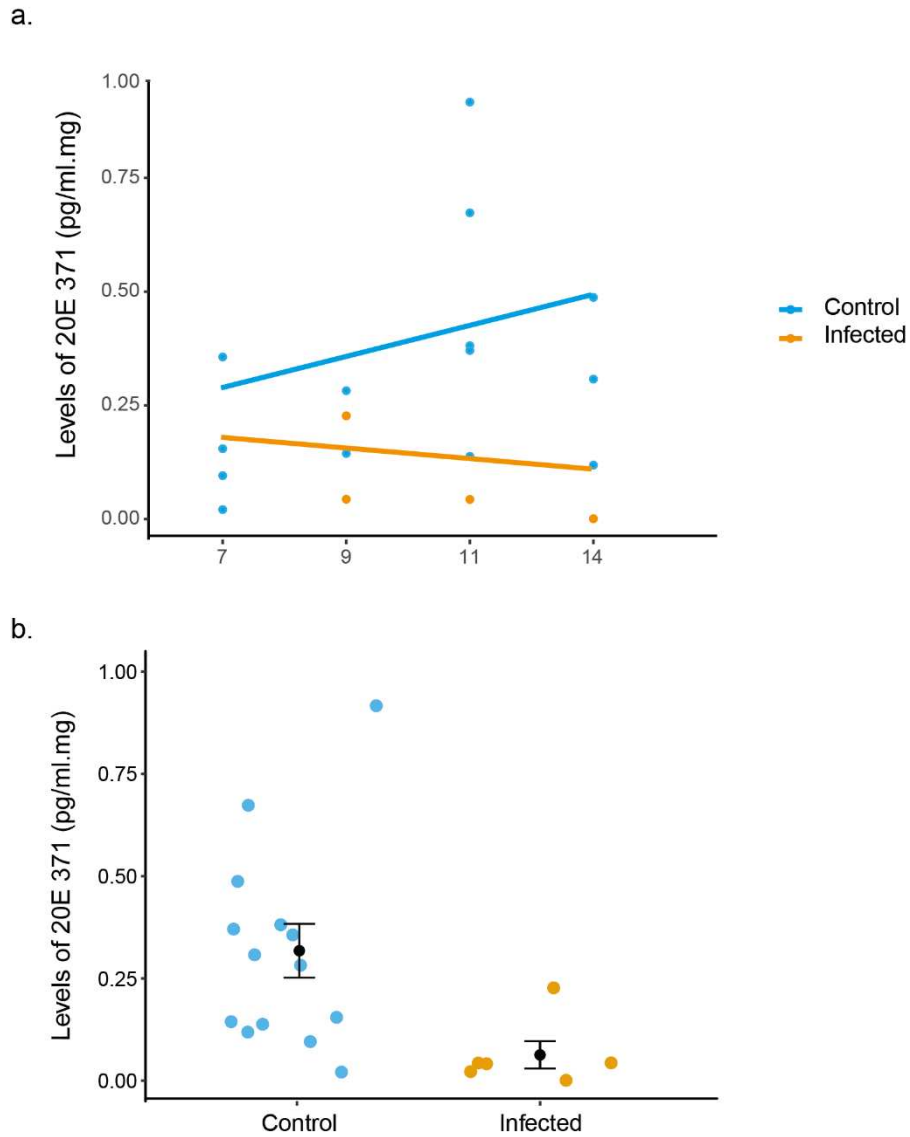 a.
Levels of 20E 371 (pg/ml.mg)
1.00
0.75
0.50
0.25
0.00
7 9 11 14
Control
Infected
b.
Levels of 20E 371 (pg/ml.mg)
1.00
0.75
0.50
0.25
0.00
Control Infected